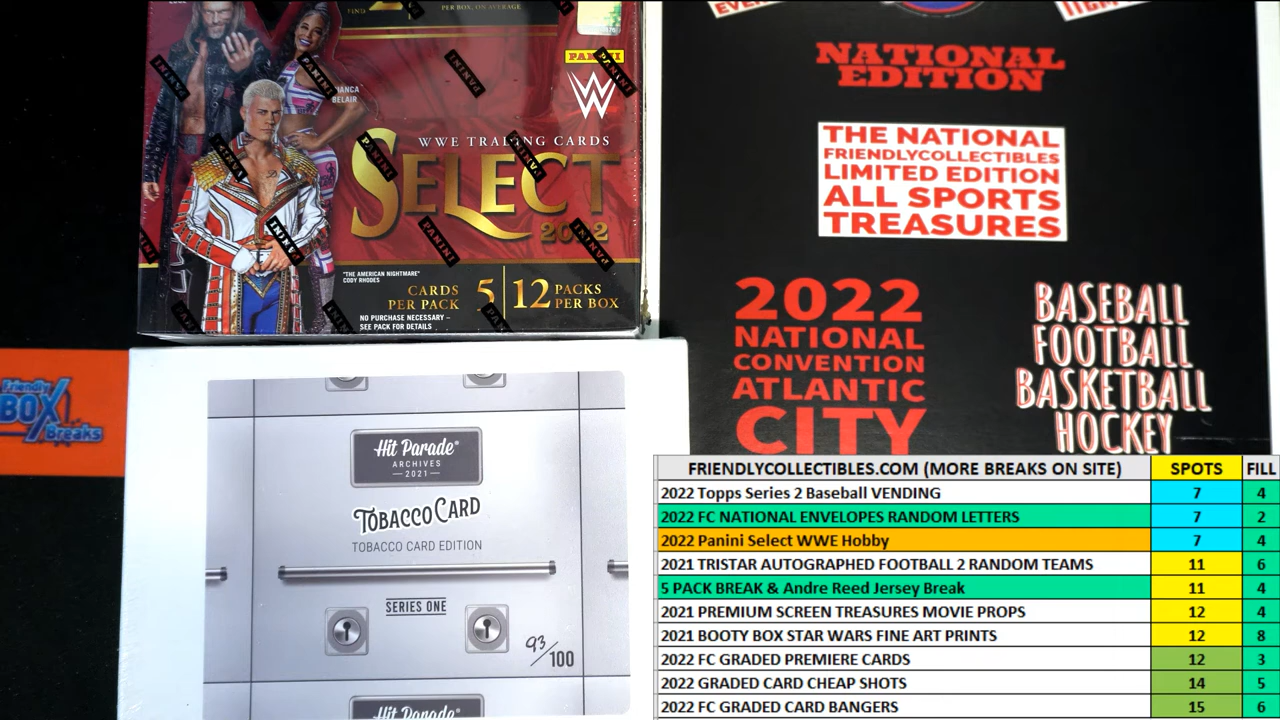 PER BOX, ON AVERAGE
FIND
BIANCA
BELAIR
PANINI
WWE TRADING CARDS
SELECT
2022
"THE AMERICAN NIGHTMARE"
CODY RHODES
CARDS
PER PACK
5
12
PACKS
PER BOX
NO PURCHASE NECESSARY –
SEE PACK FOR DETAILS
Friendly
BOX
Breaks
Hit Parade
ARCHIVES
2021
TOBACCO CARD
TOBACCO CARD EDITION
SERIES ONE
93/100
Hit Parade
NATIONAL
EDITION
THE NATIONAL
FRIENDLYCOLLECTIBLES
LIMITED EDITION
ALL SPORTS
TREASURES
2022
NATIONAL
CONVENTION
ATLANTIC
CITY
BASEBALL
FOOTBALL
BASKETBALL
HOCKEY
FRIENDLYCOLLECTIBLES.COM (MORE BREAKS ON SITE) SPOTS FILL
2022 Topps Series 2 Baseball VENDING 7 4
2022 FC NATIONAL ENVELOPES RANDOM LETTERS 7 2
2022 Panini Select WWE Hobby 7 4
2021 TRISTAR AUTOGRAPHED FOOTBALL 2 RANDOM TEAMS 11 6
5 PACK BREAK & Andre Reed Jersey Break 11 4
2021 PREMIUM SCREEN TREASURES MOVIE PROPS 12 4
2021 BOOTY BOX STAR WARS FINE ART PRINTS 12 8
2022 FC GRADED PREMIERE CARDS 12 3
2022 GRADED CARD CHEAP SHOTS 14 5
2022 FC GRADED CARD BANGERS 15 6